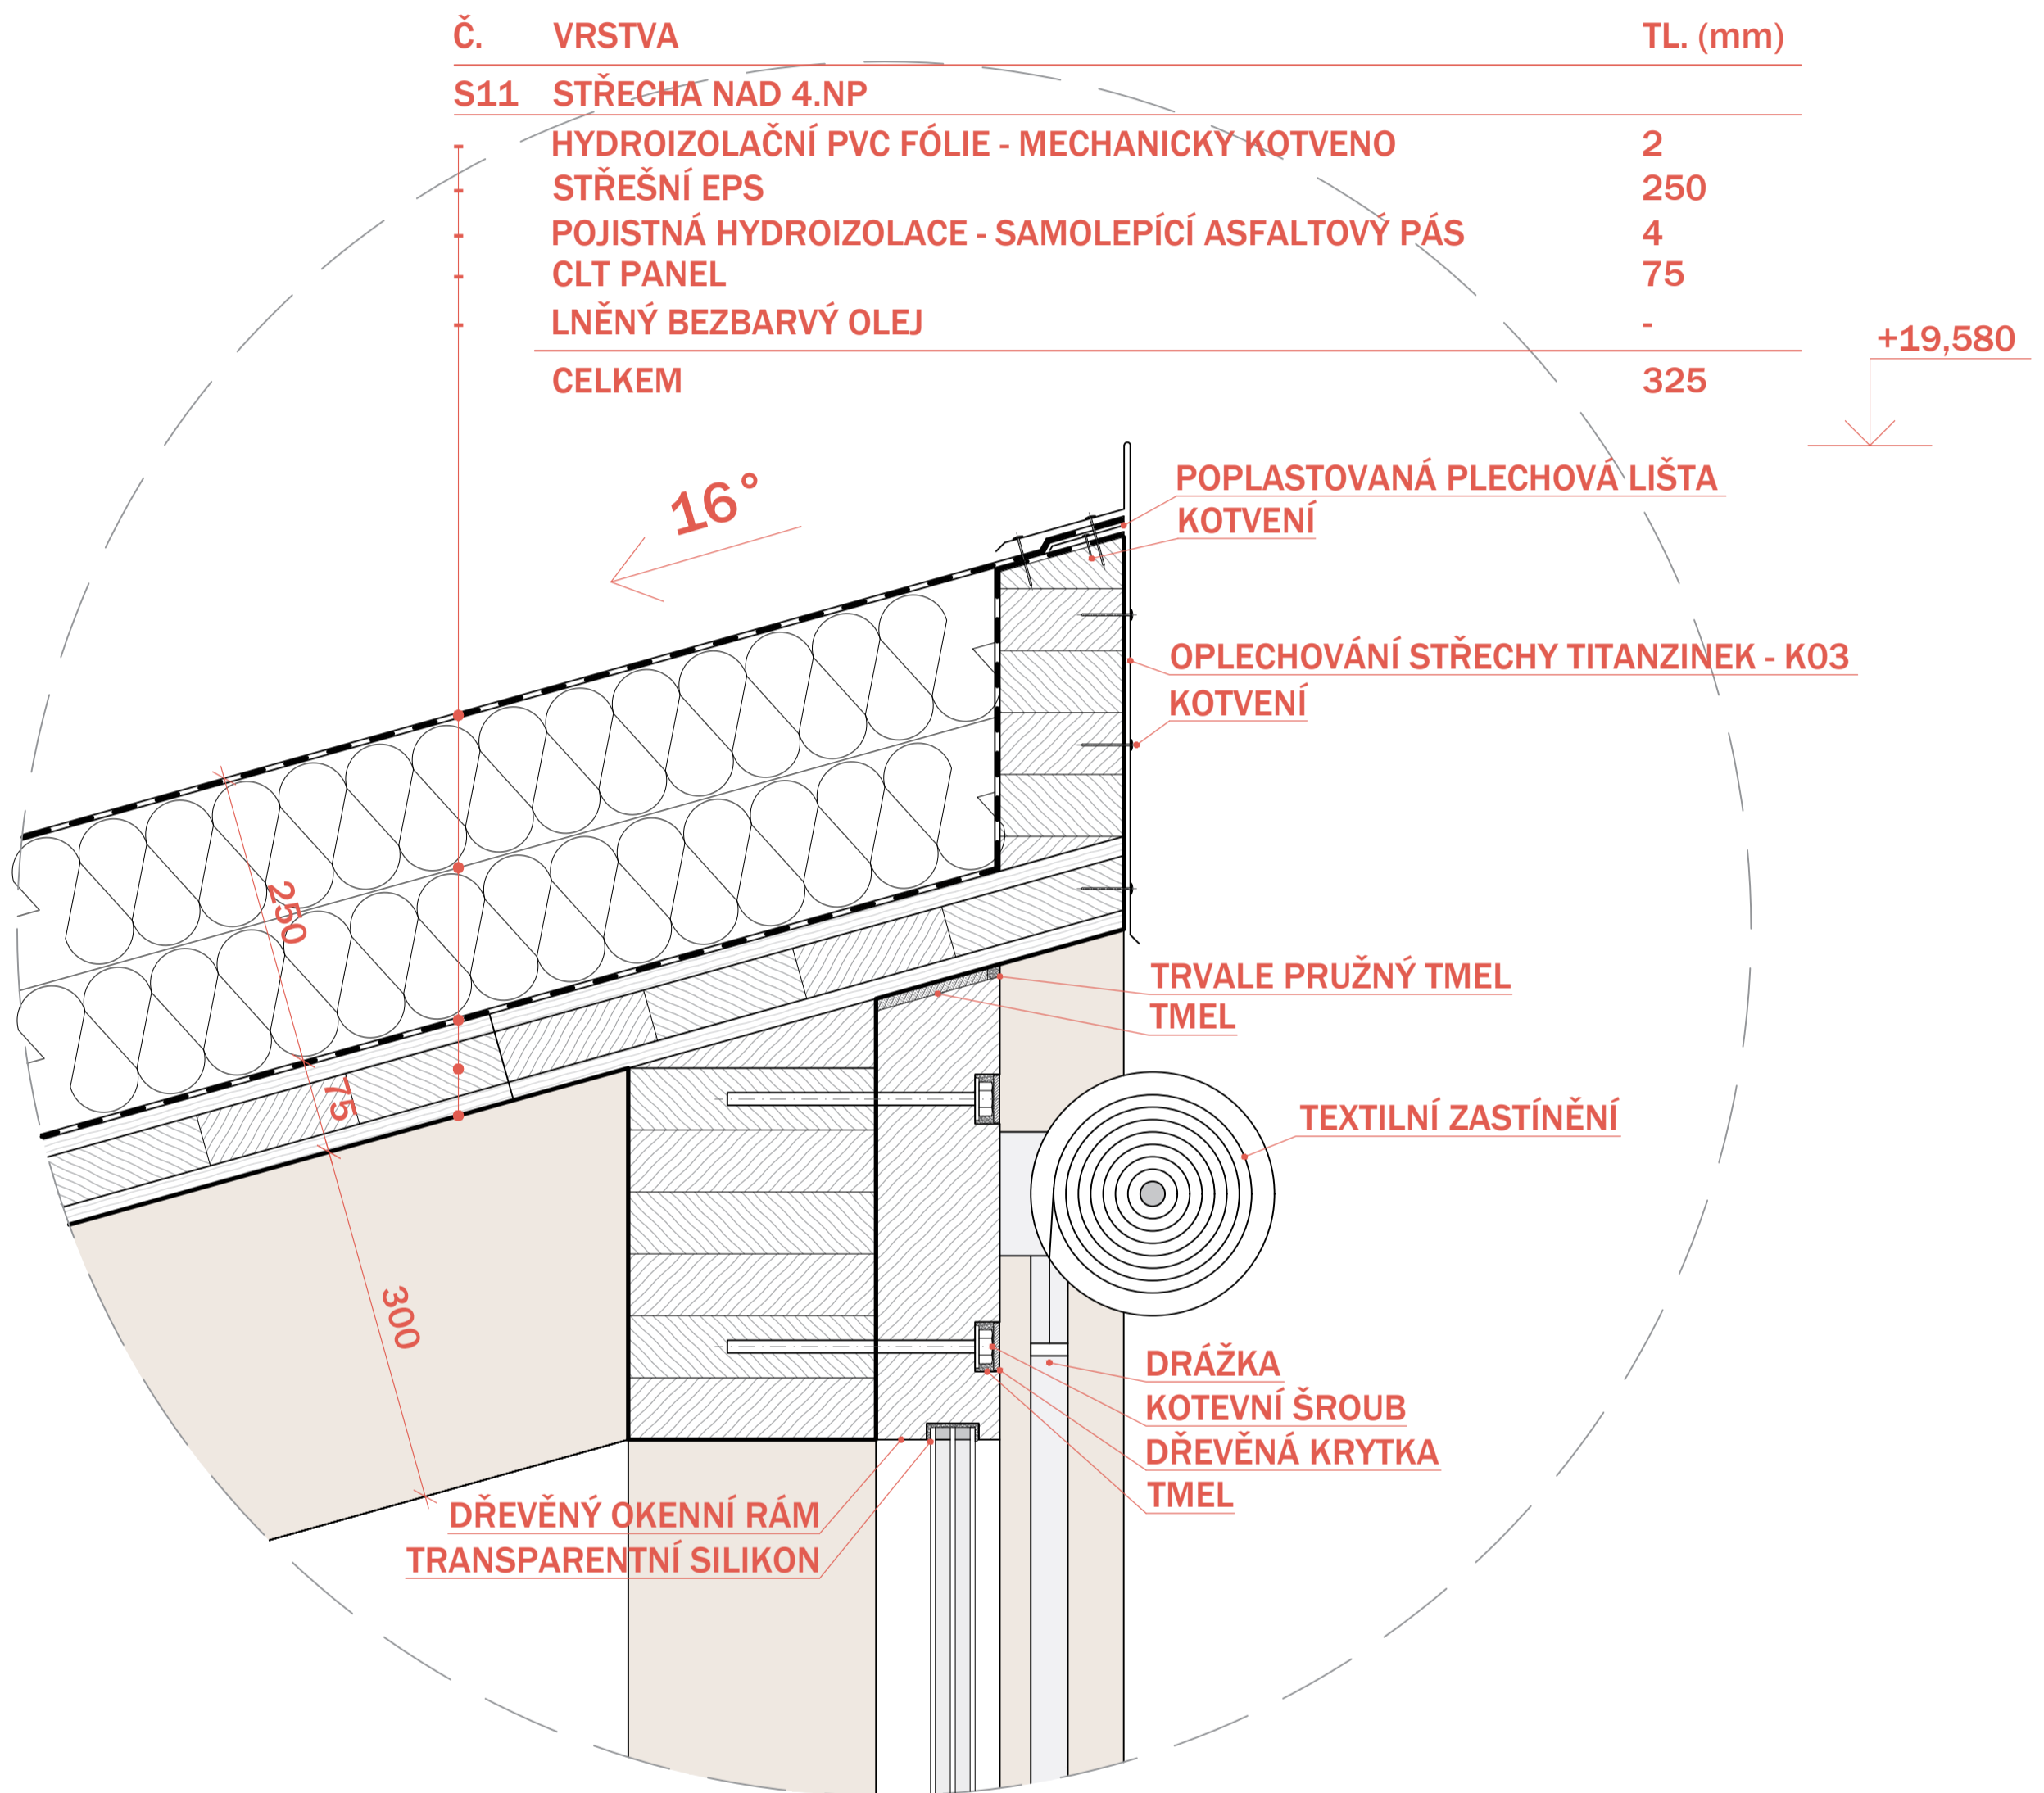 Č. VRSTVA TL. (mm)
S11 STŘECHA NAD 4.NP
- HYDROIZOLAČNÍ PVC FÓLIE - MECHANICKY KOTVENO 2
- STŘEŠNÍ EPS 250
- POJISTNÁ HYDROIZOLACE - SAMOLEPÍCÍ ASFALTOVÝ PÁS 4
- CLT PANEL 75
- LNĚNÝ BEZBARVÝ OLEJ -
CELKEM 325
+19,580
16°
POPLASTOVANÁ PLECHOVÁ LIŠTA
KOTVENÍ
OPLECHOVÁNÍ STŘECHY TITANZINEK - K03
KOTVENÍ
250
75
300
TRVALE PRUŽNÝ TMEL
TMEL
TEXTILNÍ ZASTÍNĚNÍ
DRÁŽKA
KOTEVNÍ ŠROUB
DŘEVĚNÁ KRYTKA
TMEL
DŘEVĚNÝ OKENNÍ RÁM
TRANSPARENTNÍ SILIKON